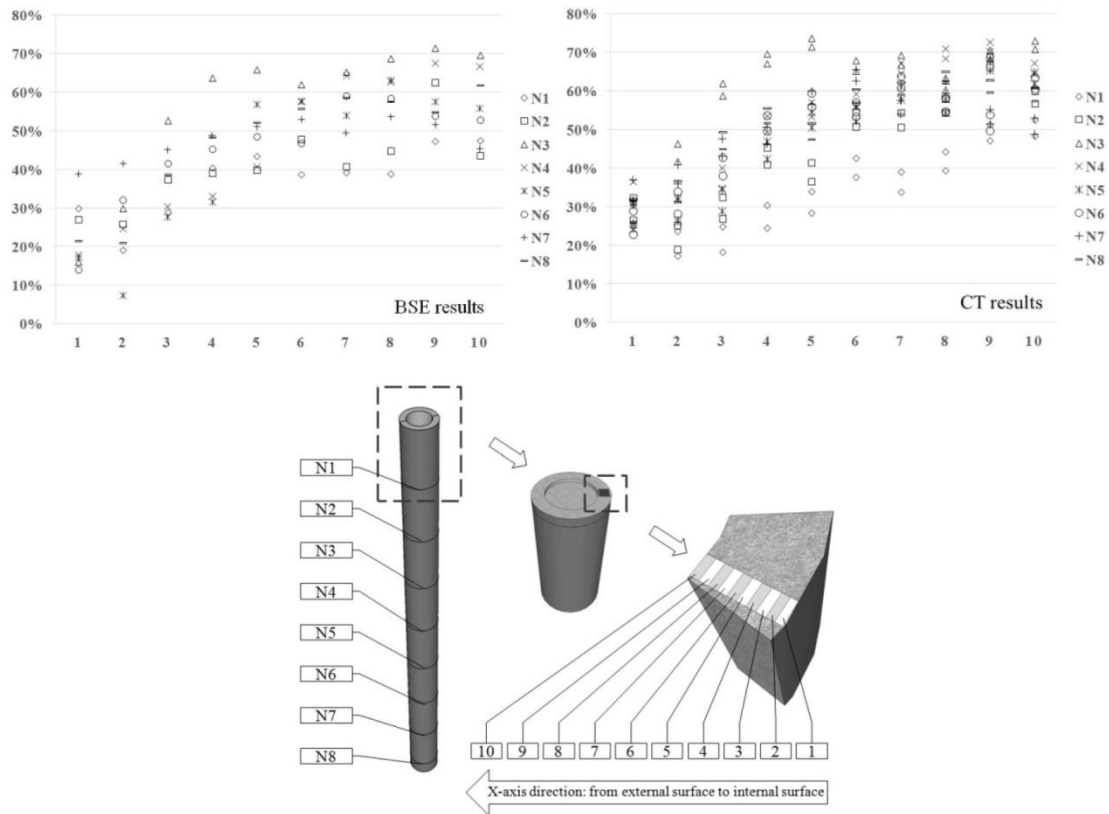 80%
70%
60%
50%
40%
30%
20%
10%
0%
1 2 3 4 5 6 7 8 9 10
BSE results
◇N1
□N2
△N3
×N4
N5
○N6
+N7
-N8
80%
70%
60%
50%
40%
30%
20%
10%
0%
1 2 3 4 5 6 7 8 9 10
CT results
◇N1
□N2
△N3
×N4
N5
○N6
+N7
-N8
N1
N2
N3
N4
N5
N6
N7
N8
10 9 8 7 6 5 4 3 2 1
X-axis direction: from external surface to internal surface